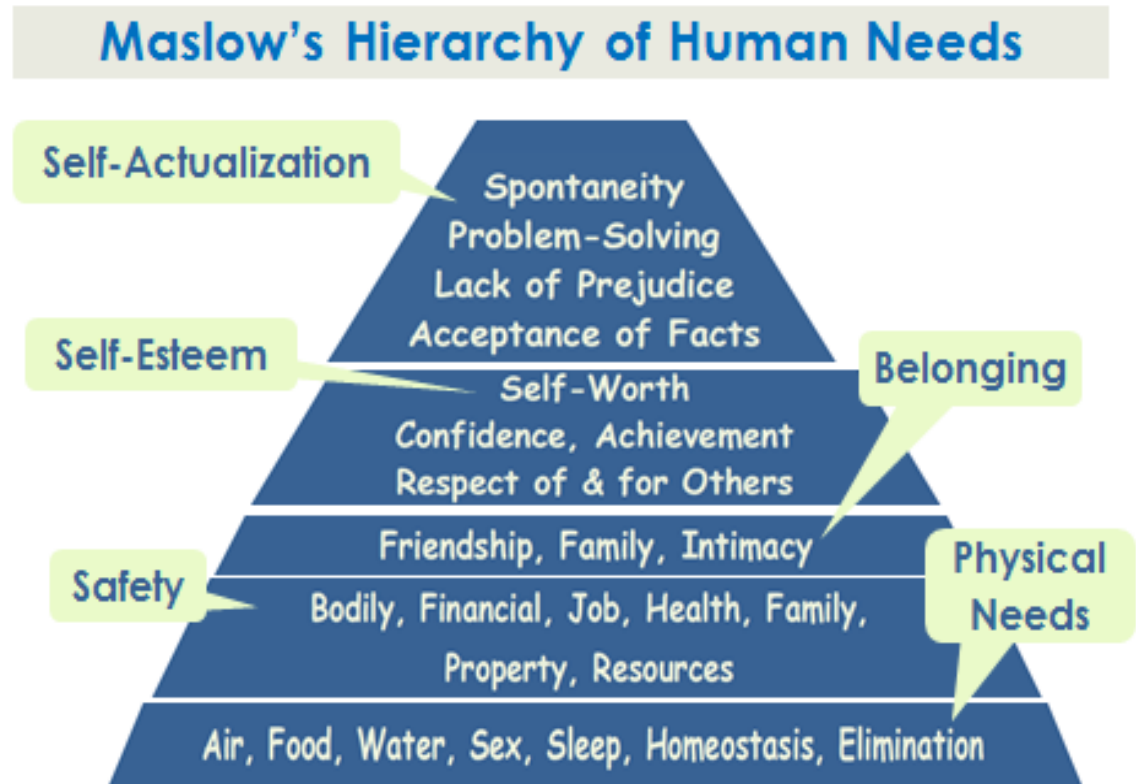 Maslow's Hierarchy of Human Needs
Self-Actualization
Spontaneity
Problem-Solving
Lack of Prejudice
Acceptance of Facts
Self-Esteem
Self-Worth
Confidence, Achievement
Respect of & for Others
Belonging
Friendship, Family, Intimacy
Safety
Bodily, Financial, Job, Health, Family,
Property, Resources
Physical
Needs
Air, Food, Water, Sex, Sleep, Homeostasis, Elimination